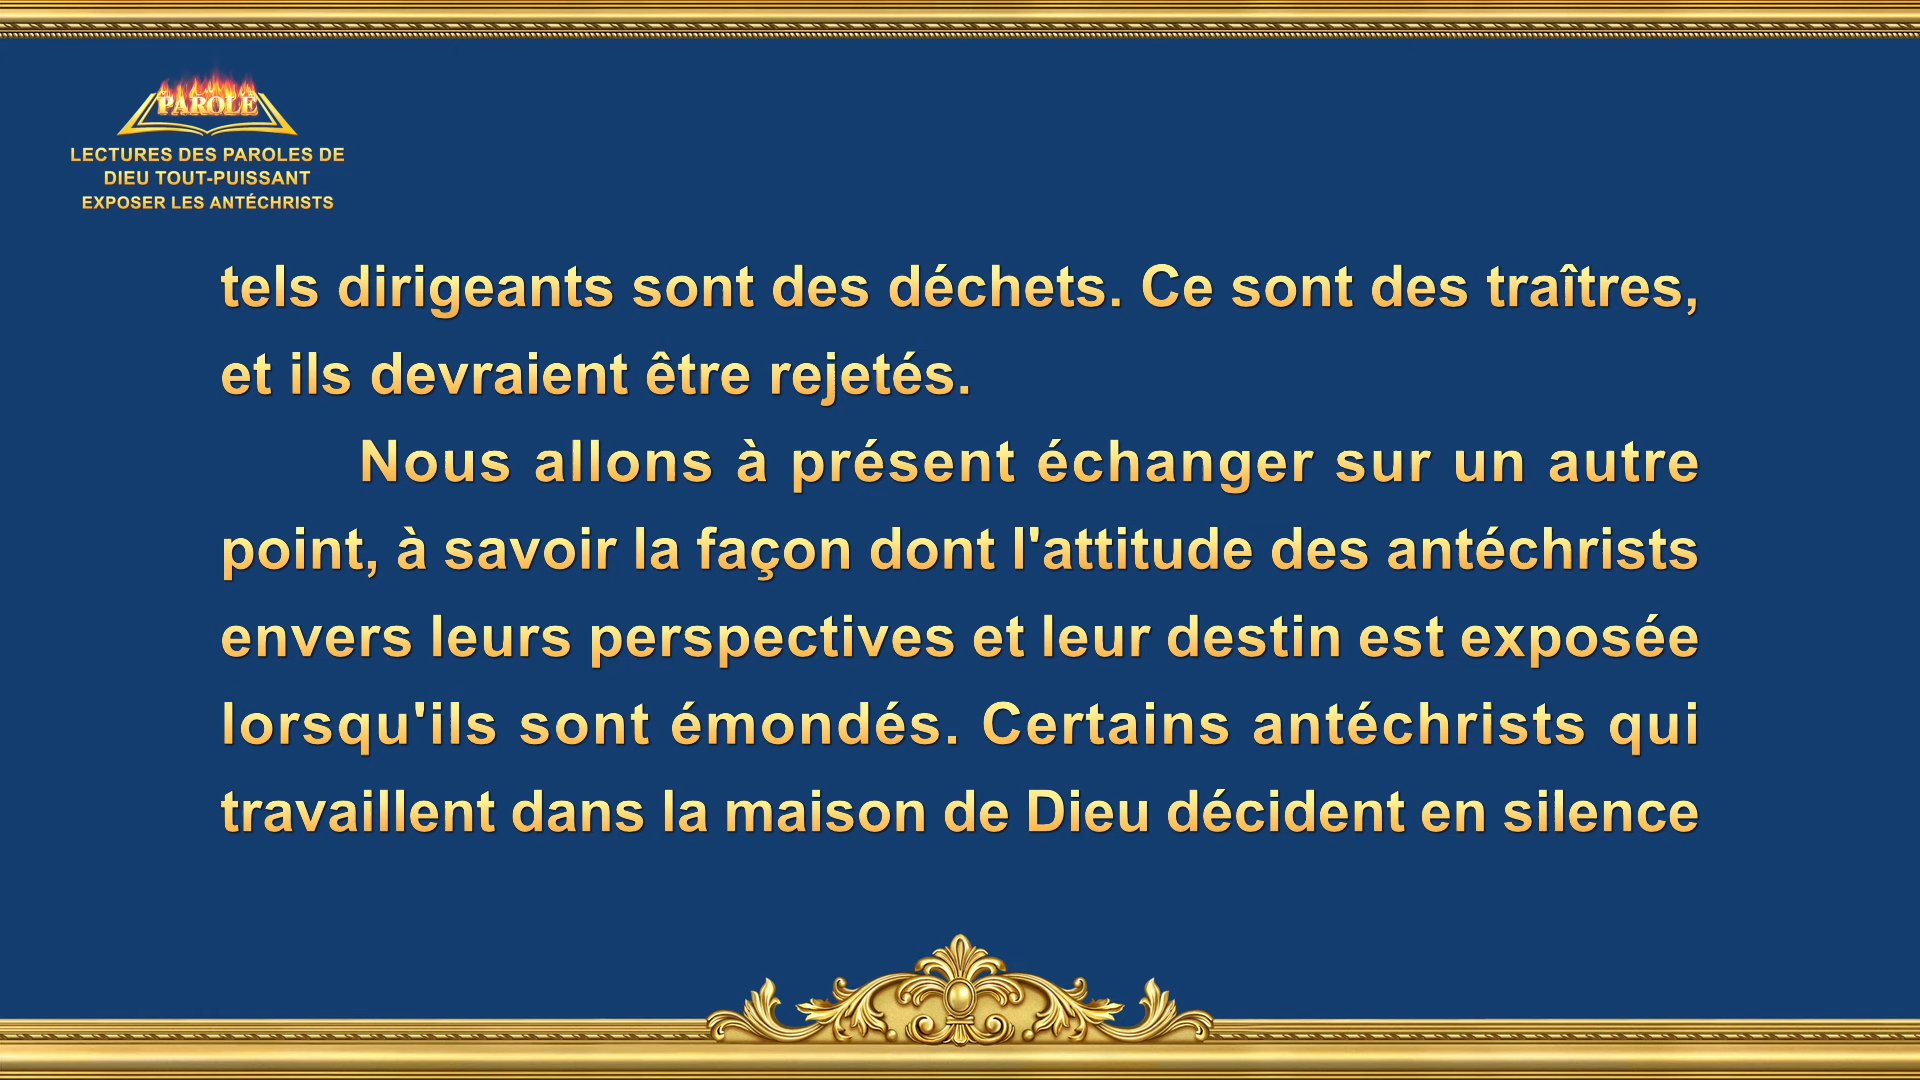 PAROLE
LECTURES DES PAROLES DE
DIEU TOUT-PUISSANT
EXPOSER LES ANTÉCHRISTS
tels dirigeants sont des déchets. Ce sont des traîtres,
et ils devraient être rejetés.
Nous allons à présent échanger sur un autre
point, à savoir la façon dont l'attitude des antéchrists
envers leurs perspectives et leur destin est exposée
lorsqu'ils sont émondés. Certains antéchrists qui
travaillent dans la maison de Dieu décident en silence